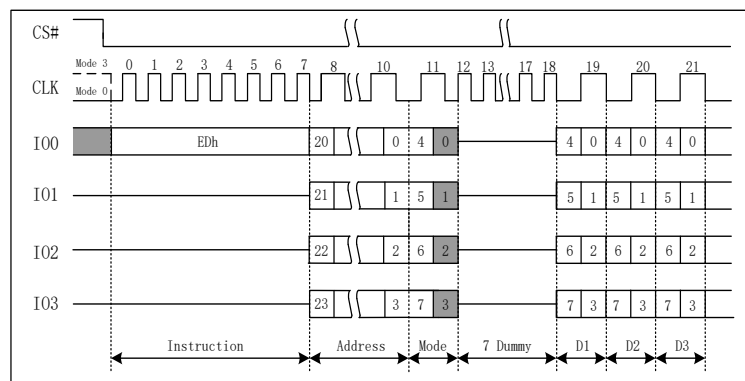 CS#
Mode 3 0 1 2 3 4 5 6 7 8 10 11 12 13 17 18 19 20 21
CLK
Mode 0
IO0 EDh 20 0 4 0 4 0 4 0 4 0
IO1 21 1 5 1 5 1 5 1 5 1
IO2 22 2 6 2 6 2 6 2 6 2
IO3 23 3 7 3 7 3 7 3 7 3
Instruction Address Mode 7 Dummy D1 D2 D3